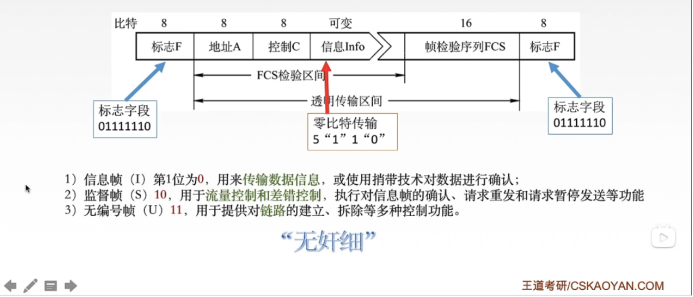 比特 8 8 8 可变 16 8
标志F 地址A 控制C 信息Info 帧检验序列FCS 标志F
FCS检验区间
透明传输区间
标志字段
01111110
零比特传输
5“1”1“0”
标志字段
01111110
1）信息帧（I）第1位为0，用来传输数据信息，或使用捎带技术对数据进行确认；
2）监督帧（S）10，用于流量控制和差错控制，执行对信息帧的确认、请求重发和请求暂停发送等功能
3）无编号帧（U）11，用于提供对链路的建立、拆除等多种控制功能。
“无奸细”
王道考研/CSKAOYAN.COM